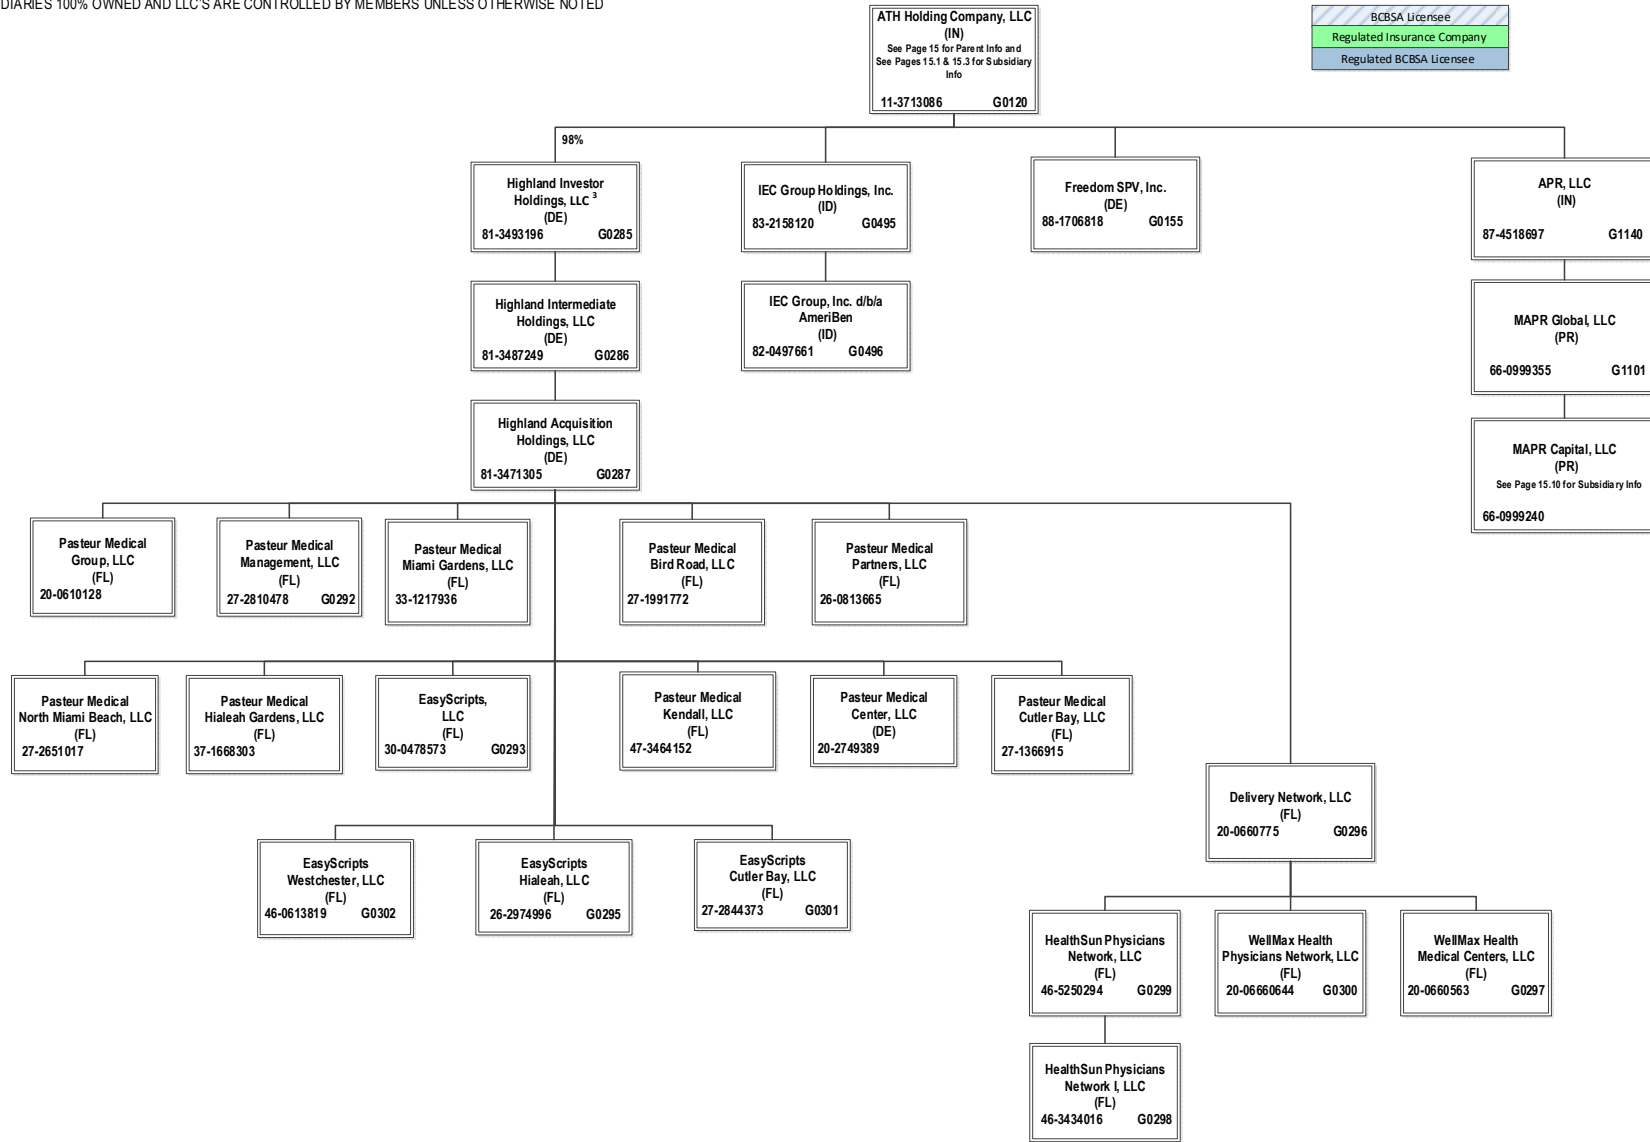 DIARIES 100% OWNED AND LLC'S ARE CONTROLLED BY MEMBERS UNLESS OTHERWISE NOTED
ATH Holding Company, LLC
(IN)
See Page 15 for Parent Info and
See Pages 15.1 & 15.3 for Subsidiary
Info
11-3713086 G0120
BCBSA Licensee
Regulated Insurance Company
Regulated BCBSA Licensee
98%
Highland Investor
Holdings, LLC 3
(DE)
81-3493196 G0285
IEC Group Holdings, Inc.
(ID)
83-2158120 G0495
Freedom SPV, Inc.
(DE)
88-1706818 G0155
APR, LLC
(IN)
87-4518697 G1140
Highland Intermediate
Holdings, LLC
(DE)
81-3487249 G0286
IEC Group, Inc. d/b/a
AmeriBen
(ID)
82-0497661 G0496
MAPR Global, LLC
(PR)
66-0999355 G1101
Highland Acquisition
Holdings, LLC
(DE)
81-3471305 G0287
MAPR Capital, LLC
(PR)
See Page 15.10 for Subsidiary Info
66-0999240
Pasteur Medical
Group, LLC
(FL)
20-0610128
Pasteur Medical
Management, LLC
(FL)
27-2810478 G0292
Pasteur Medical
Miami Gardens, LLC
(FL)
33-1217936
Pasteur Medical
Bird Road, LLC
(FL)
27-1991772
Pasteur Medical
Partners, LLC
(FL)
26-0813665
Pasteur Medical
North Miami Beach, LLC
(FL)
27-2651017
Pasteur Medical
Hialeah Gardens, LLC
(FL)
37-1668303
EasyScripts,
LLC
(FL)
30-0478573 G0293
Pasteur Medical
Kendall, LLC
(FL)
47-3464152
Pasteur Medical
Center, LLC
(DE)
20-2749389
Pasteur Medical
Cutler Bay, LLC
(FL)
27-1366915
Delivery Network, LLC
(FL)
20-0660775 G0296
EasyScripts
Westchester, LLC
(FL)
46-0613819 G0302
EasyScripts
Hialeah, LLC
(FL)
26-2974996 G0295
EasyScripts
Cutler Bay, LLC
(FL)
27-2844373 G0301
HealthSun Physicians
Network, LLC
(FL)
46-5250294 G0299
WellMax Health
Physicians Network, LLC
(FL)
20-06660644 G0300
WellMax Health
Medical Centers, LLC
(FL)
20-0660563 G0297
HealthSun Physicians
Network I, LLC
(FL)
46-3434016 G0298